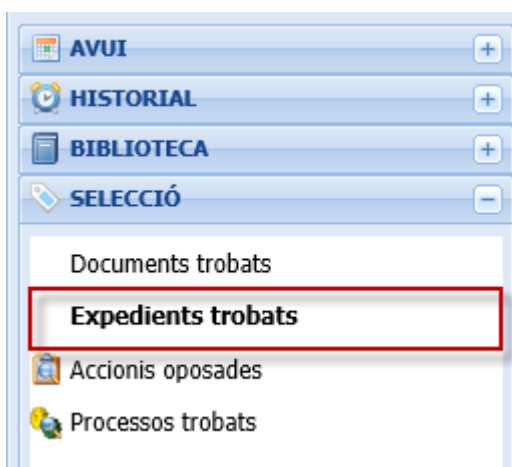 AVUI
HISTORIAL
BIBLIOTECA
SELECCIÓ
Documents trobats
Expedients trobats
Accionis oposades
Processos trobats